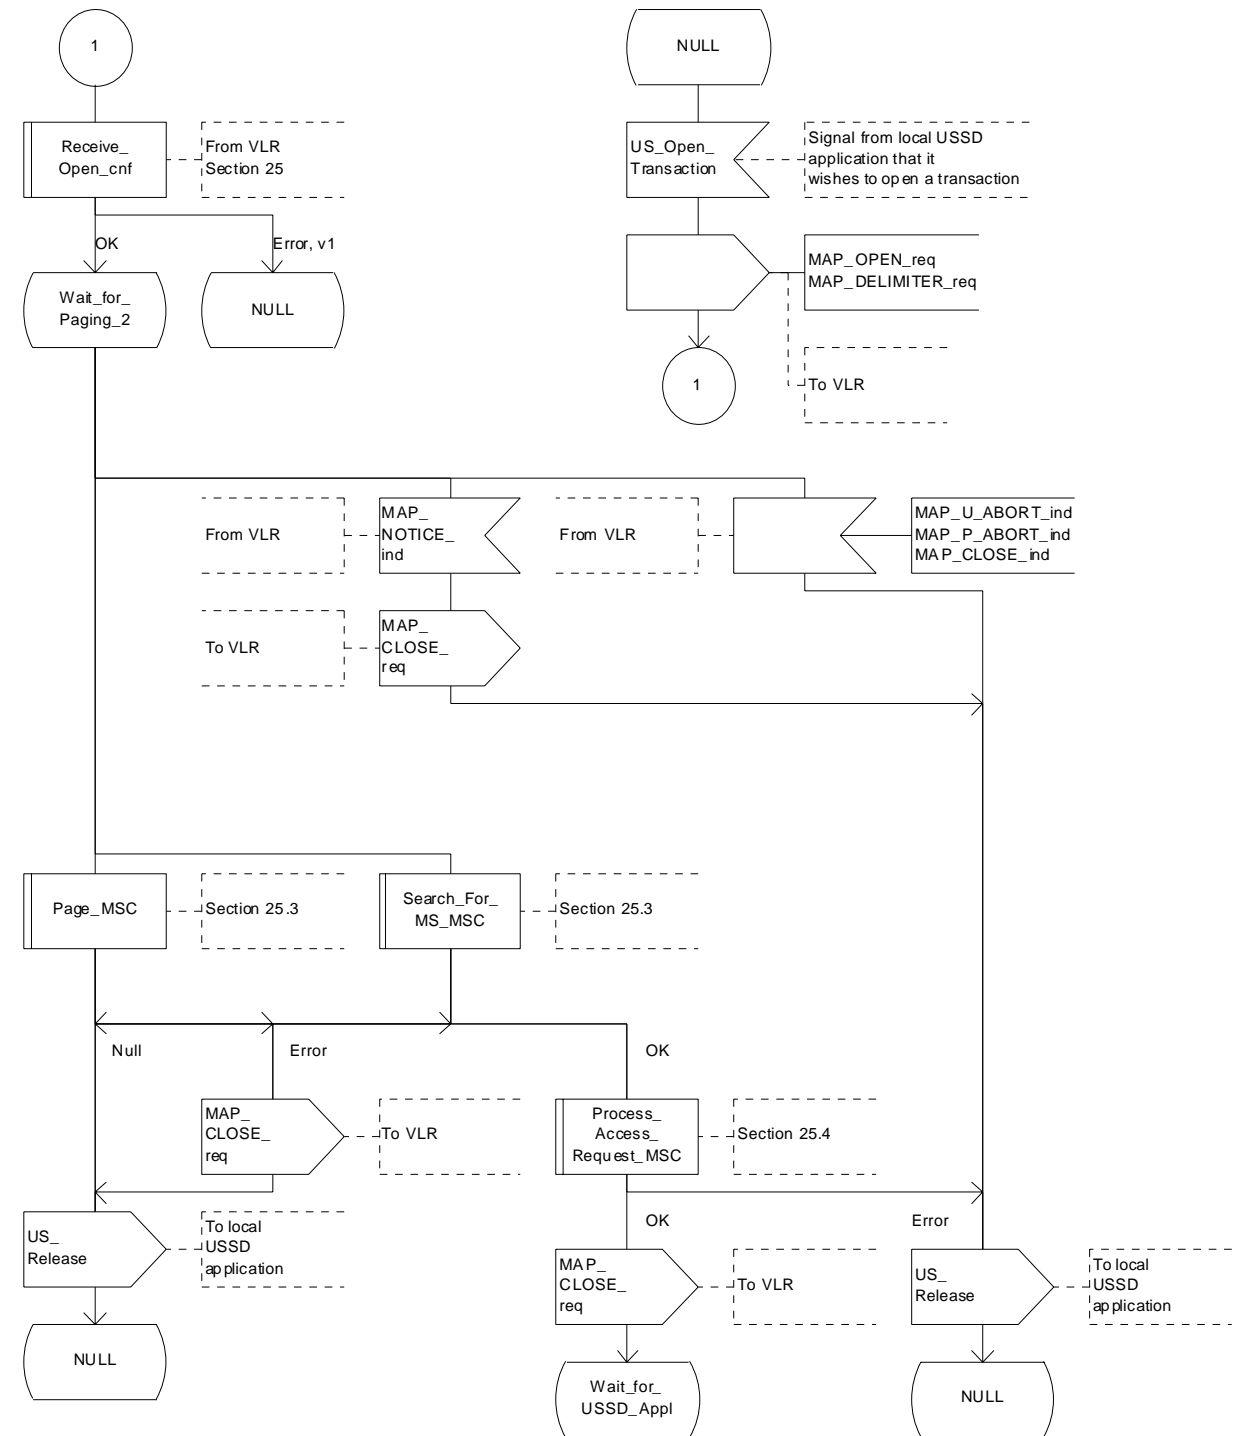 1
NULL
Receive_
Open_cnf
From VLR
Section 25
US_Open_
Transaction
Signal from local USSD
application that it
wishes to open a transaction
OK
Error, v1
MAP_OPEN_req
MAP_DELIMITER_req
Wait_for_
Paging_2
NULL
1
To VLR
From VLR
MAP_
NOTICE_
ind
From VLR
MAP_U_ABORT_ind
MAP_P_ABORT_ind
MAP_CLOSE_ind
To VLR
MAP_
CLOSE_
req
Page_MSC
Section 25.3
Search_For_
MS_MSC
Section 25.3
Null
Error
OK
MAP_
CLOSE_
req
To VLR
Process_
Access_
Request_MSC
Section 25.4
US_
Release
To local
USSD
application
OK
Error
MAP_
CLOSE_
req
To VLR
US_
Release
To local
USSD
application
NULL
Wait_for_
USSD_Appl
NULL